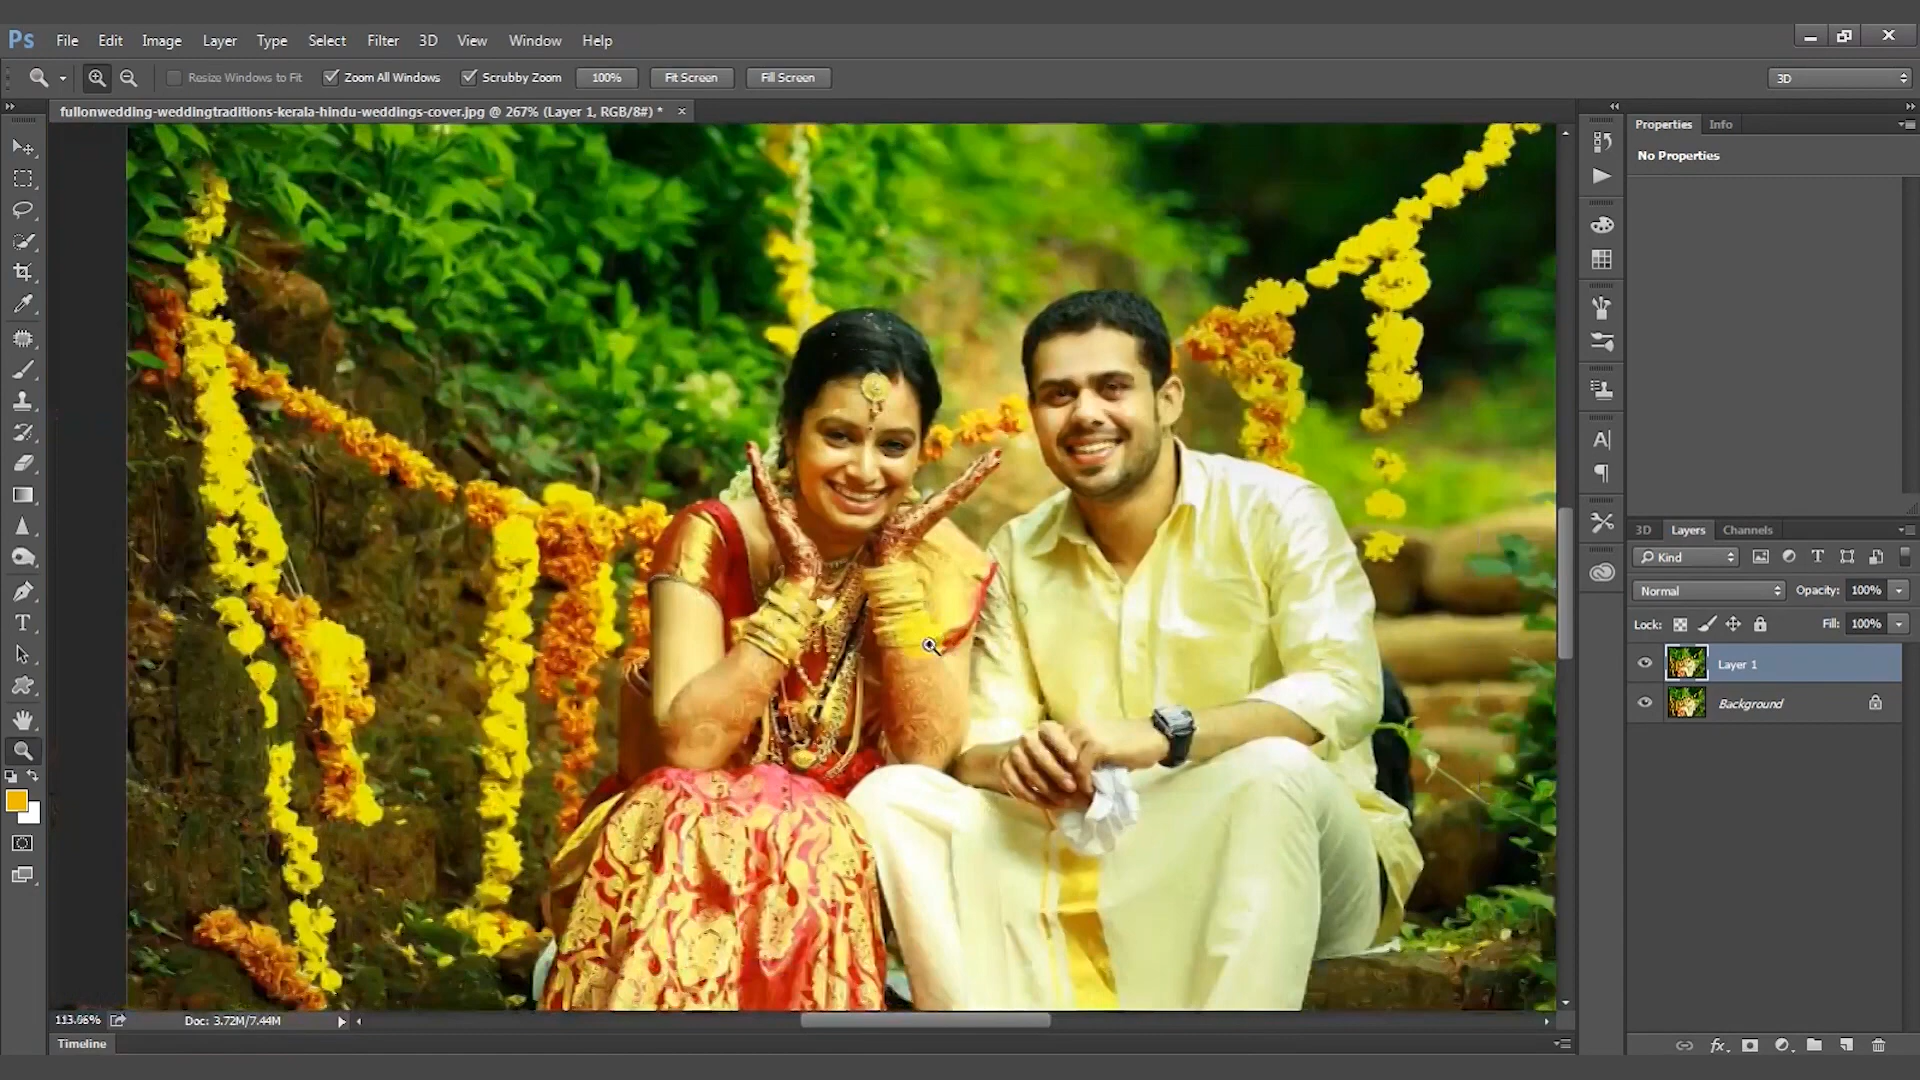 Ps File Edit Image Layer Type Select Filter 3D View Window Help
Resize Windows to Fit Zoom All Windows Scrubby Zoom 100% Fit Screen Fill Screen 3D
fullonwedding-weddingtraditions-kerala-hindu-weddings-cover.jpg @ 267% (Layer 1, RGB/8#) *
Properties Info
No Properties
3D Layers Channels
Kind
Normal Opacity: 100%
Lock: Fill: 100%
Layer 1
Background
113.06% Doc: 3.72M/7.44M
Timeline